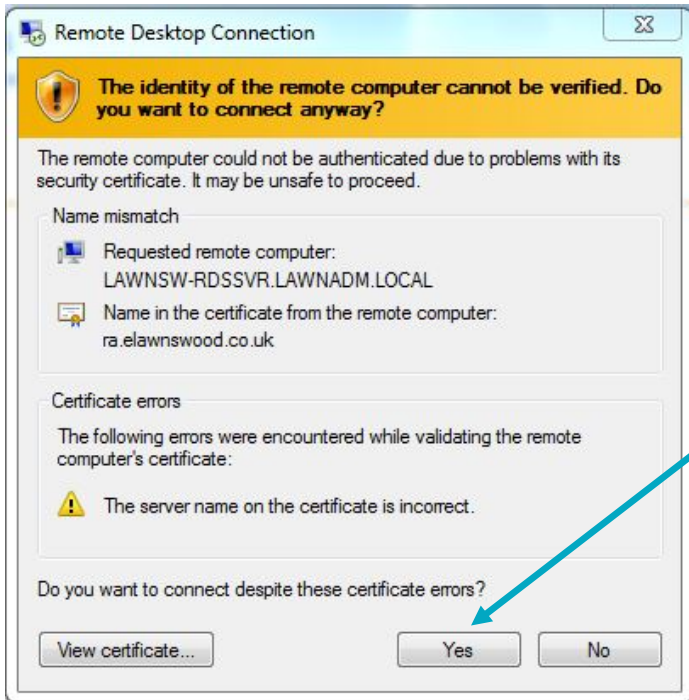 Remote Desktop Connection
The identity of the remote computer cannot be verified. Do
you want to connect anyway?
The remote computer could not be authenticated due to problems with its
security certificate. It may be unsafe to proceed.
Name mismatch
Requested remote computer:
LAWNSW-RDSSVR.LAWNADM.LOCAL
Name in the certificate from the remote computer:
ra.elawnswood.co.uk
Certificate errors
The following errors were encountered while validating the remote
computer's certificate:
The server name on the certificate is incorrect.
Do you want to connect despite these certificate errors?
View certificate... Yes No